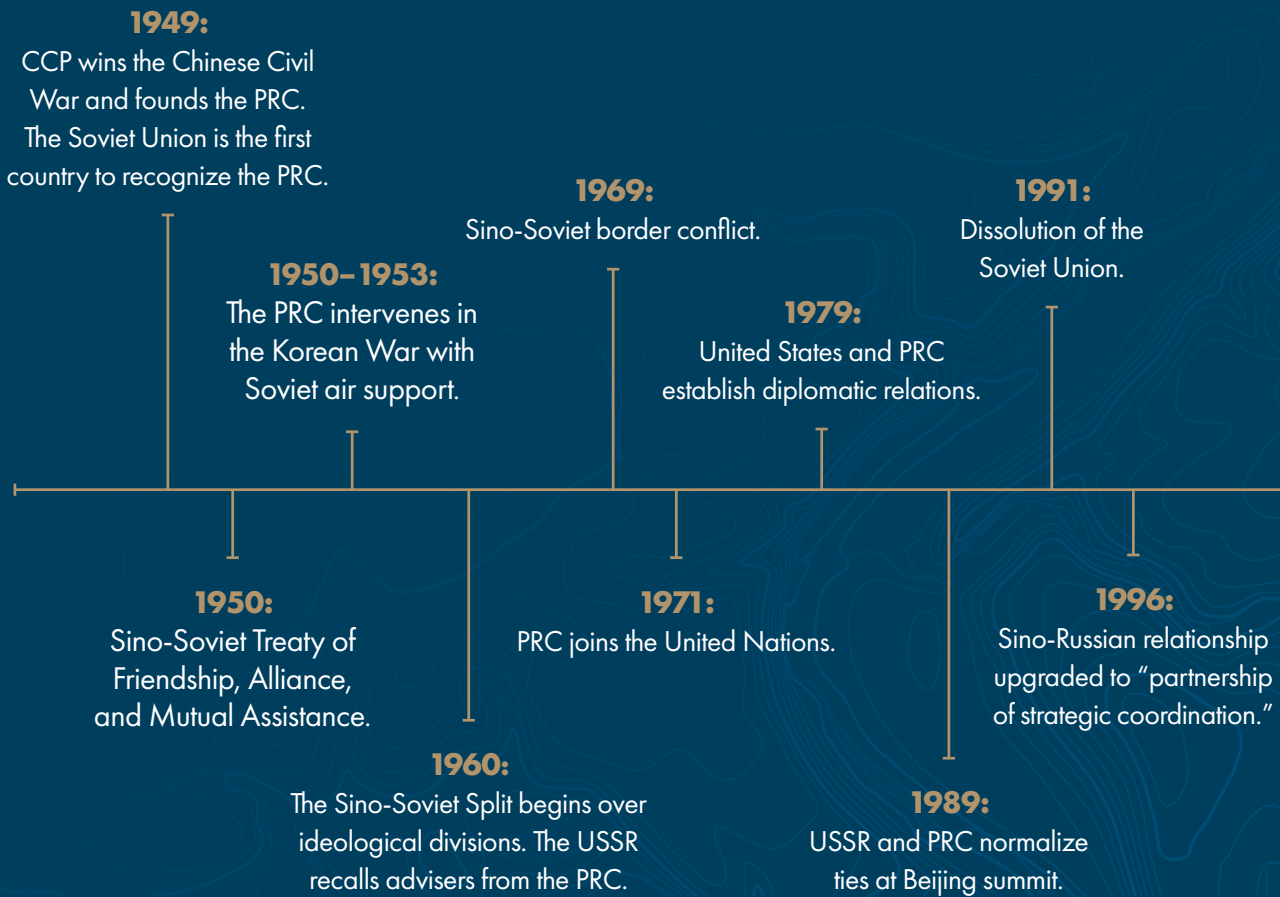 1949:
CCP wins the Chinese Civil
War and founds the PRC.
The Soviet Union is the first
country to recognize the PRC.
1950:
Sino-Soviet Treaty of
Friendship, Alliance,
and Mutual Assistance.
1950–1953:
The PRC intervenes in
the Korean War with
Soviet air support.
1960:
The Sino-Soviet Split begins over
ideological divisions. The USSR
recalls advisers from the PRC.
1969:
Sino-Soviet border conflict.
1971:
PRC joins the United Nations.
1979:
United States and PRC
establish diplomatic relations.
1989:
USSR and PRC normalize
ties at Beijing summit.
1991:
Dissolution of the
Soviet Union.
1996:
Sino-Russian relationship
upgraded to “partnership
of strategic coordination.”